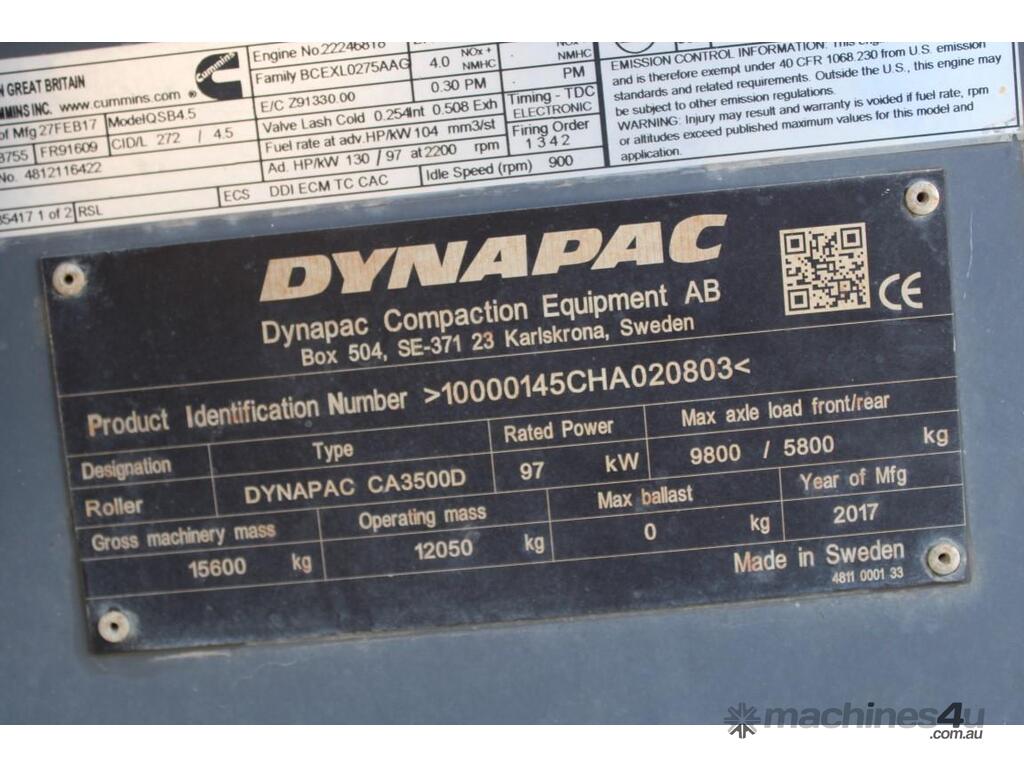 Engine No.22246818
NOx +
N GREAT BRITAIN
Cummins
Family BCEXL0275AAG
4.0
NMHC
NMHC
EMISSION CONTROL INFORMATION:
MMINS INC. www.cummins.com
0.30 PM
PM
and is therefore exempt under 40 CFR 1068.230 from U.S. emission
E/C Z91330.00
standards and related requirements. Outside the U.S., this engine may
of Mfg 27FEB17
ModelQSB4.5
Valve Lash Cold 0.254Int 0.508 Exh
Timing - TDC
ELECTRONIC
be subject to other emission regulations.
8755
FR91609
CID/L 272 / 4.5
Fuel rate at adv.HP/KW 104 mm3/st
Firing Order
1 3 4 2
WARNING: Injury may result and warranty is voided if fuel rate, rpm
No. 4812116422
Ad. HP/KW 130 / 97 at 2200 rpm
Idle Speed (rpm) 900
or altitudes exceed published maximum values for this model and
application.
85417 1 of 2
RSL
ECS
DDI ECM TC CAC
DYNAPAC
Dynapac Compaction Equipment AB
Box 504, SE-371 23 Karlskrona, Sweden
CE
Product Identification Number >10000145CHA020803<
Designation
Type
Rated Power
Max axle load front/rear
Roller
DYNAPAC CA3500D
97 kW
9800 / 5800 kg
Gross machinery mass
Operating mass
Max ballast
Year of Mfg
15600 kg
12050 kg
0 kg
2017
Made in Sweden
4811 0001 33
machines4u
.com.au